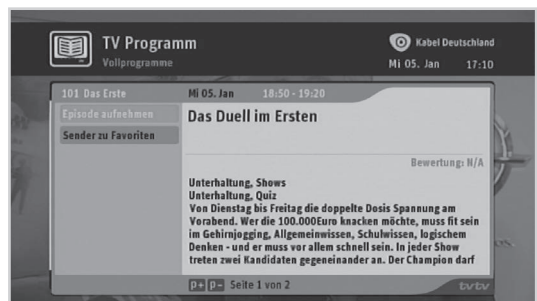 TV Programm
Vollprogramme
Kabel Deutschland
Mi 05. Jan 17:10
101 Das Erste Mi 05. Jan 18:50 - 19:20
Episode aufnehmen
Sender zu Favoriten
Das Duell im Ersten
Bewertung: N/A
Unterhaltung, Shows
Unterhaltung, Quiz
Von Dienstag bis Freitag die doppelte Dosis Spannung am
Vorabend. Wer die 100.000Euro knacken möchte, muss fit sein
im Gehirnjogging, Allgemeinwissen, Schulwissen, logischem
Denken - und er muss vor allem schnell sein. In jeder Show
treten zwei Kandidaten gegeneinander an. Der Champion darf
P+ P- Seite 1 von 2
tvtv